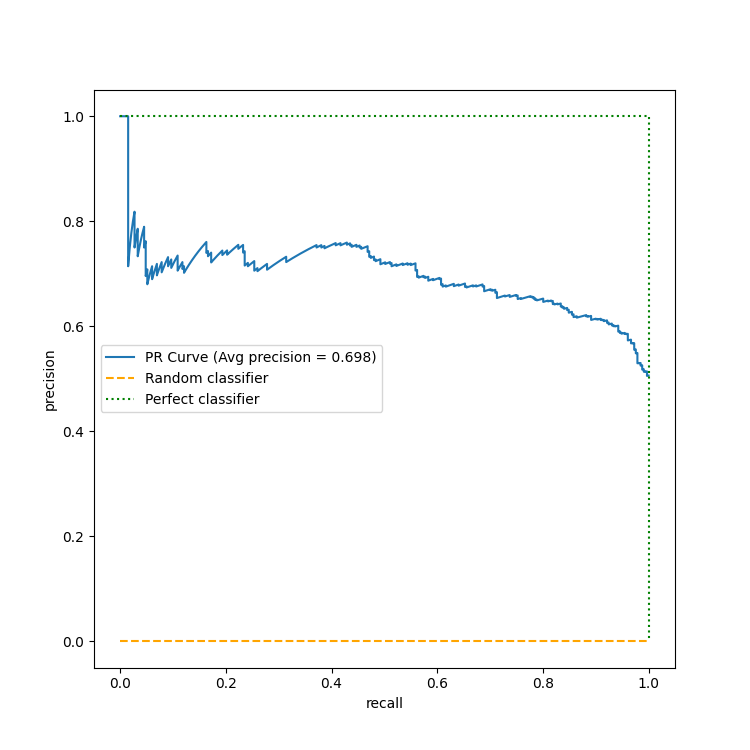 1.0
0.8
0.6
0.4
0.2
0.0
precision
PR Curve (Avg precision = 0.698)
Random classifier
Perfect classifier
0.0 0.2 0.4 0.6 0.8 1.0
recall